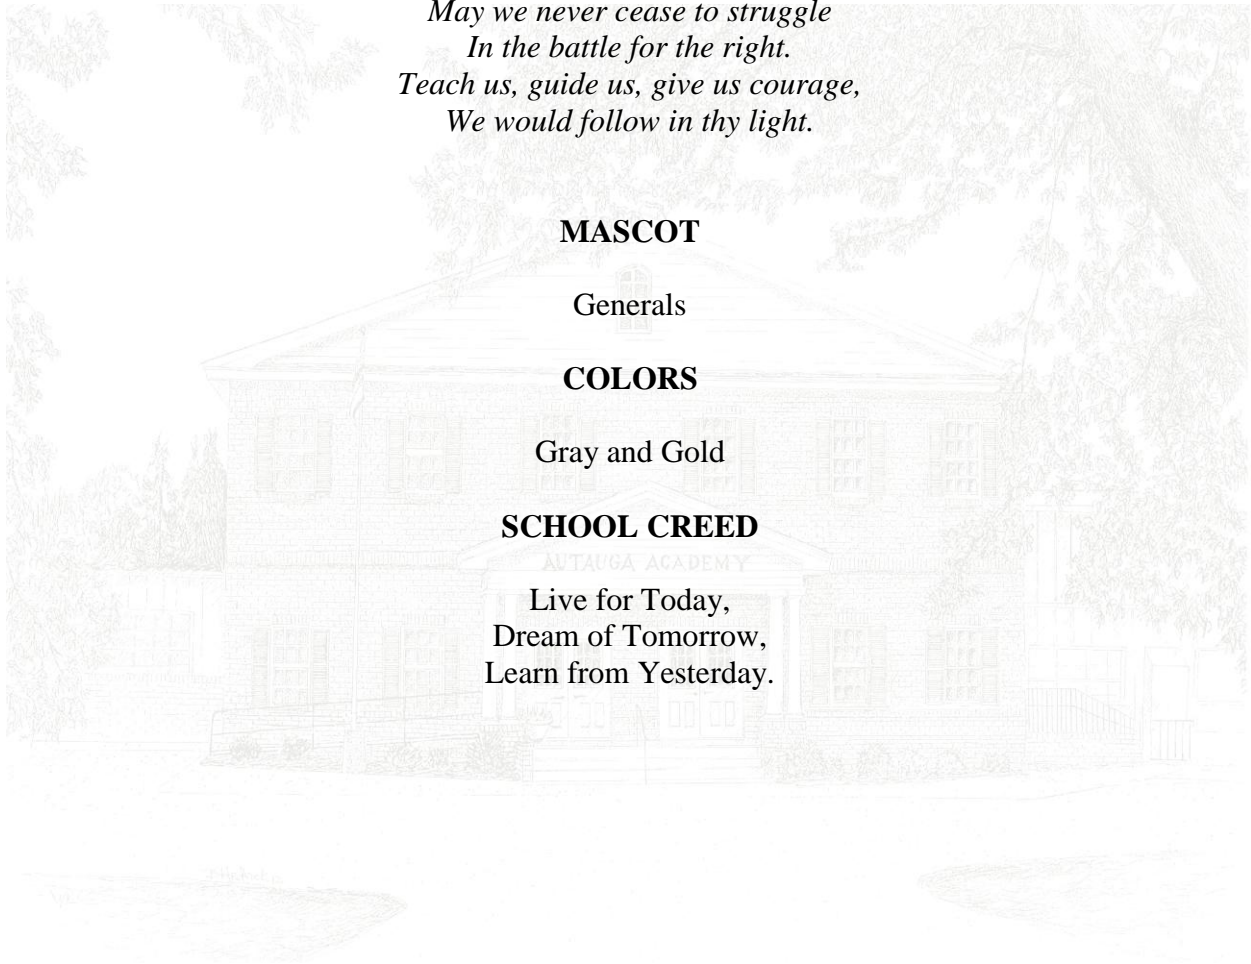 May we never cease to struggle
In the battle for the right.
Teach us, guide us, give us courage,
We would follow in thy light.
MASCOT
Generals
COLORS
Gray and Gold
SCHOOL CREED
AUTAUGA ACADEMY
Live for Today,
Dream of Tomorrow,
Learn from Yesterday.